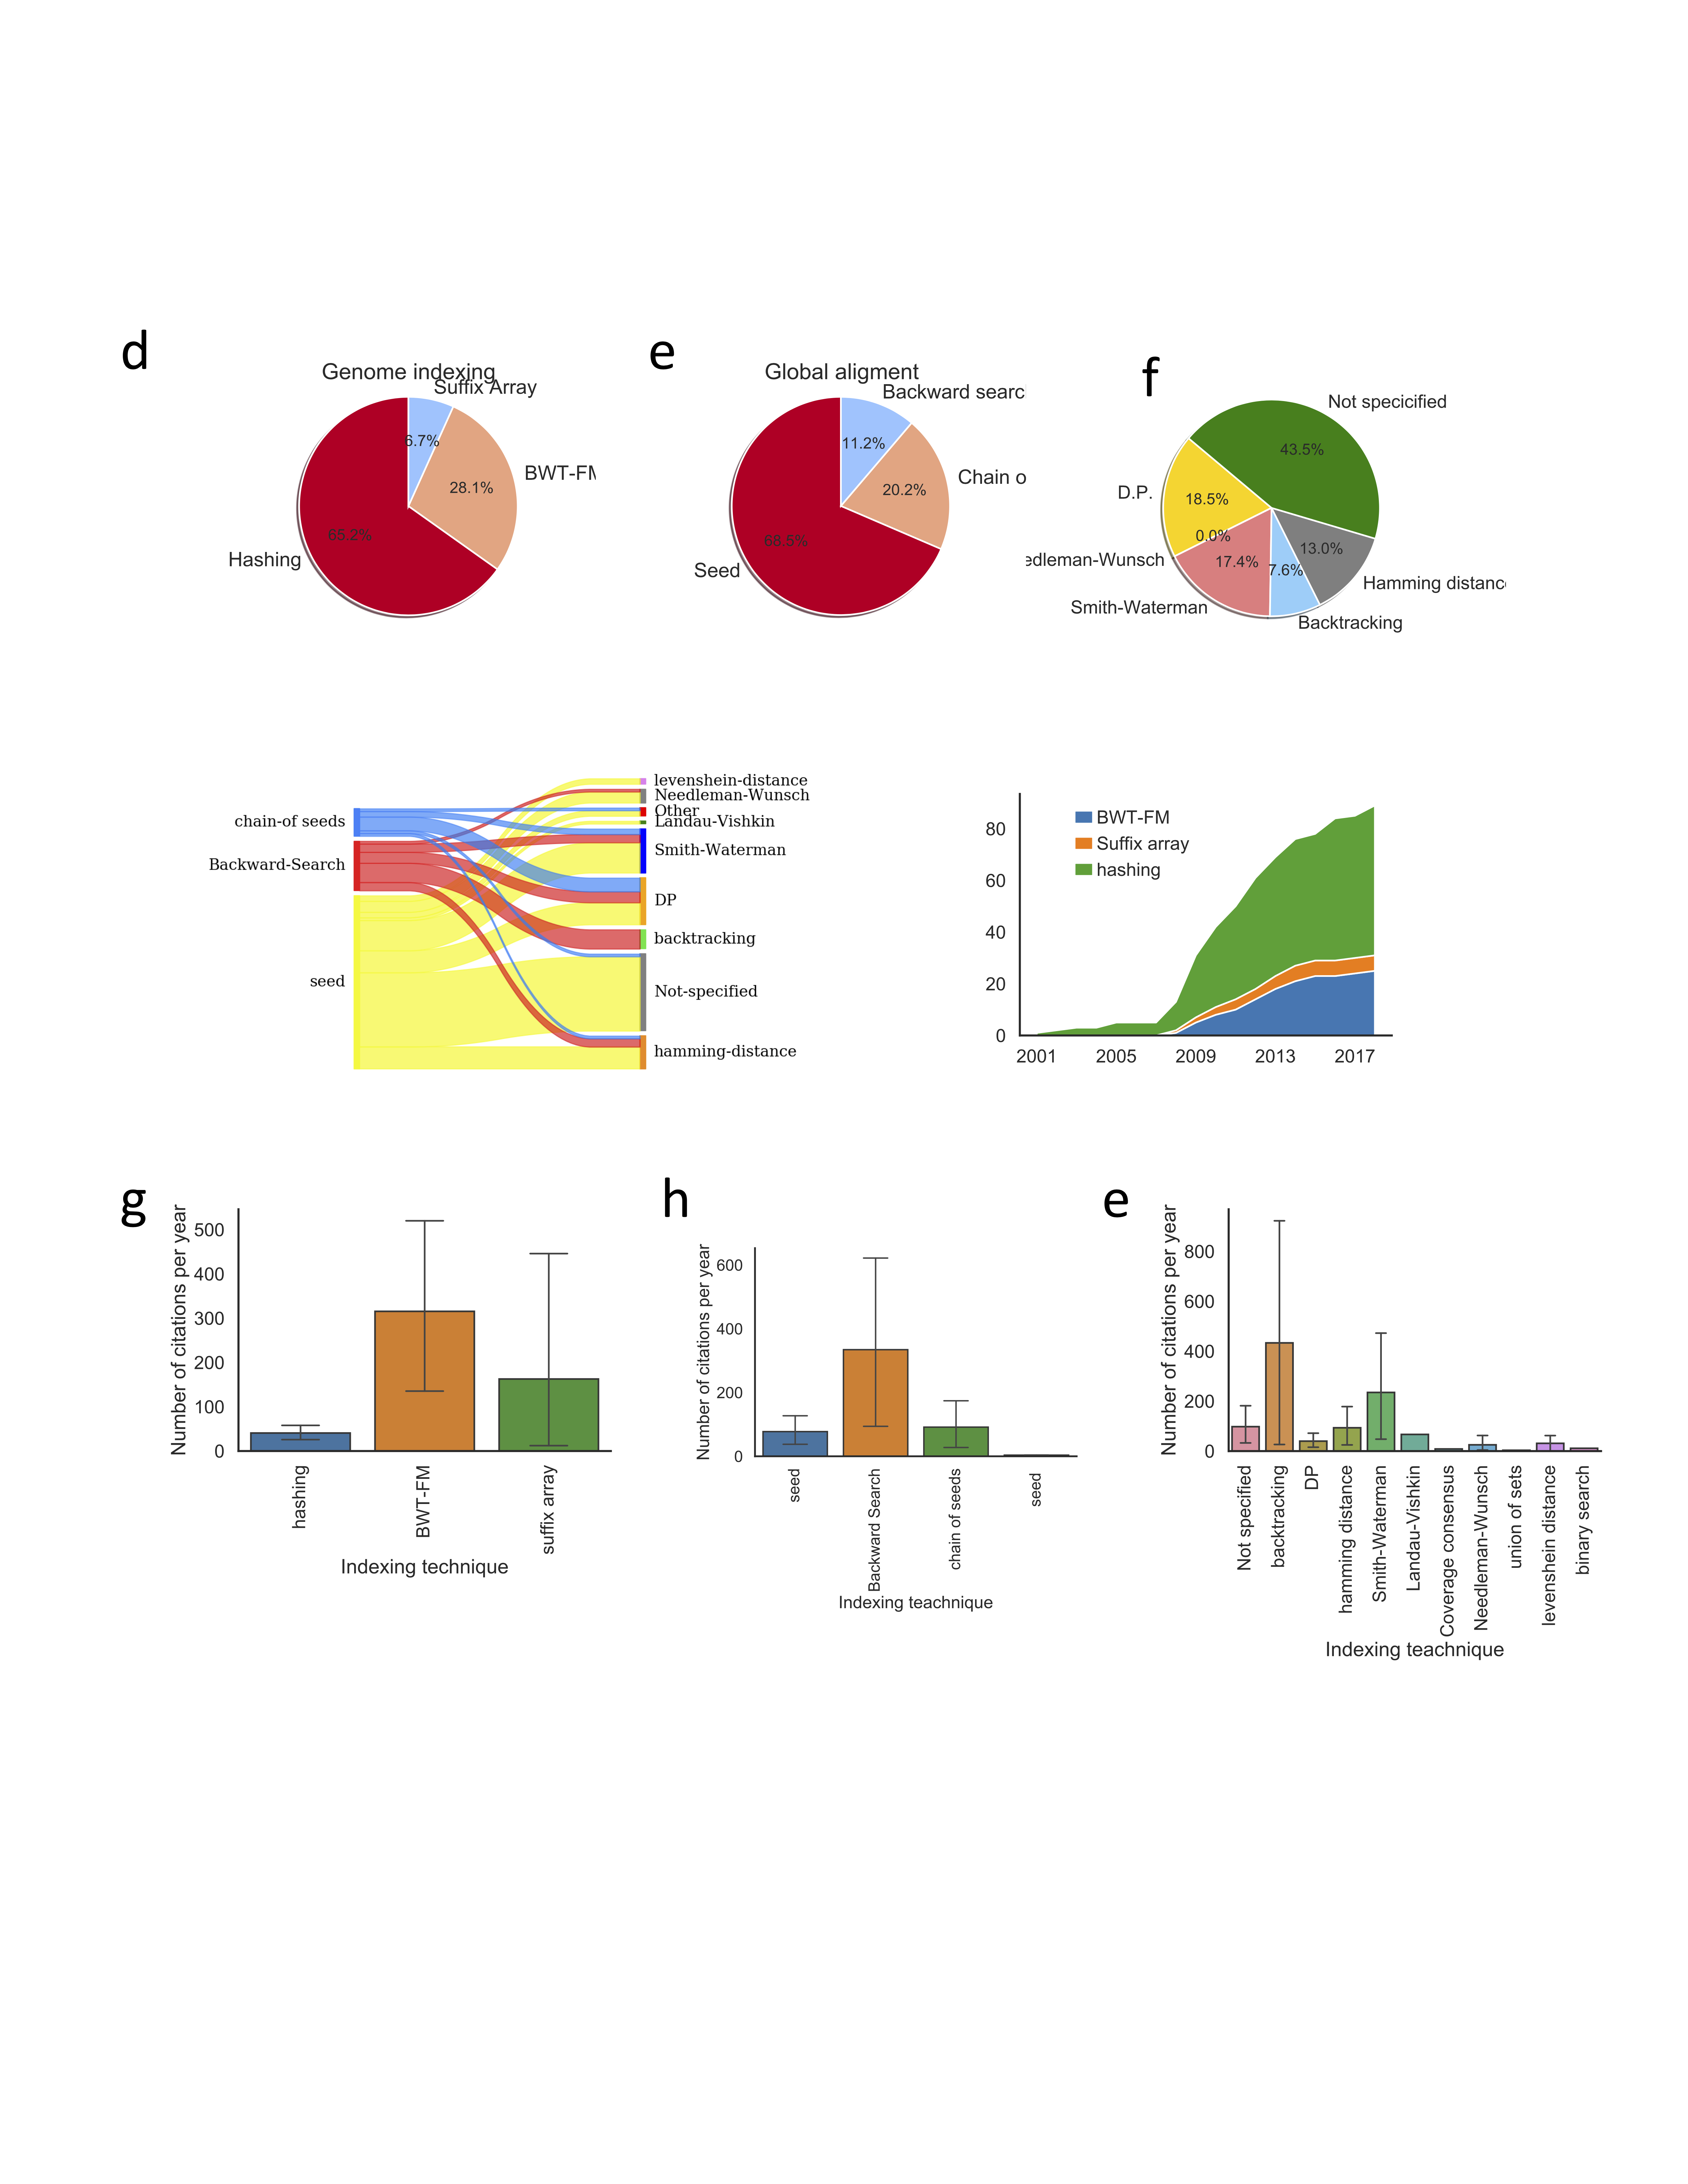 d
Genome indexing
Suffix Array
6.7%
BWT-FM
28.1%
65.2%
Hashing
e
Global aligment
Backward searc
11.2%
Chain o
20.2%
68.5%
Seed
f
Not specicified
43.5%
D.P.
18.5%
0.0%
13.0%
edleman-Wunsch
17.4%
7.6%
Hamming distanc
Smith-Waterman
Backtracking
chain-of seeds
Backward-Search
seed
levenshein-distance
Needleman-Wunsch
Other
Landau-Vishkin
Smith-Waterman
DP
backtracking
Not-specified
hamming-distance
BWT-FM
Suffix array
hashing
80
60
40
20
0
2001 2005 2009 2013 2017
g
Number of citations per year
500
400
300
200
100
0
hashing
BWT-FM
suffix array
Indexing technique
h
Number of citations per year
600
400
200
0
seed
Backward Search
chain of seeds
seed
Indexing teachnique
e
Number of citations per year
800
600
400
200
0
Not specified
backtracking
DP
hamming distance
Smith-Waterman
Landau-Vishkin
Coverage consensus
Needleman-Wunsch
union of sets
levenshein distance
binary search
Indexing teachnique